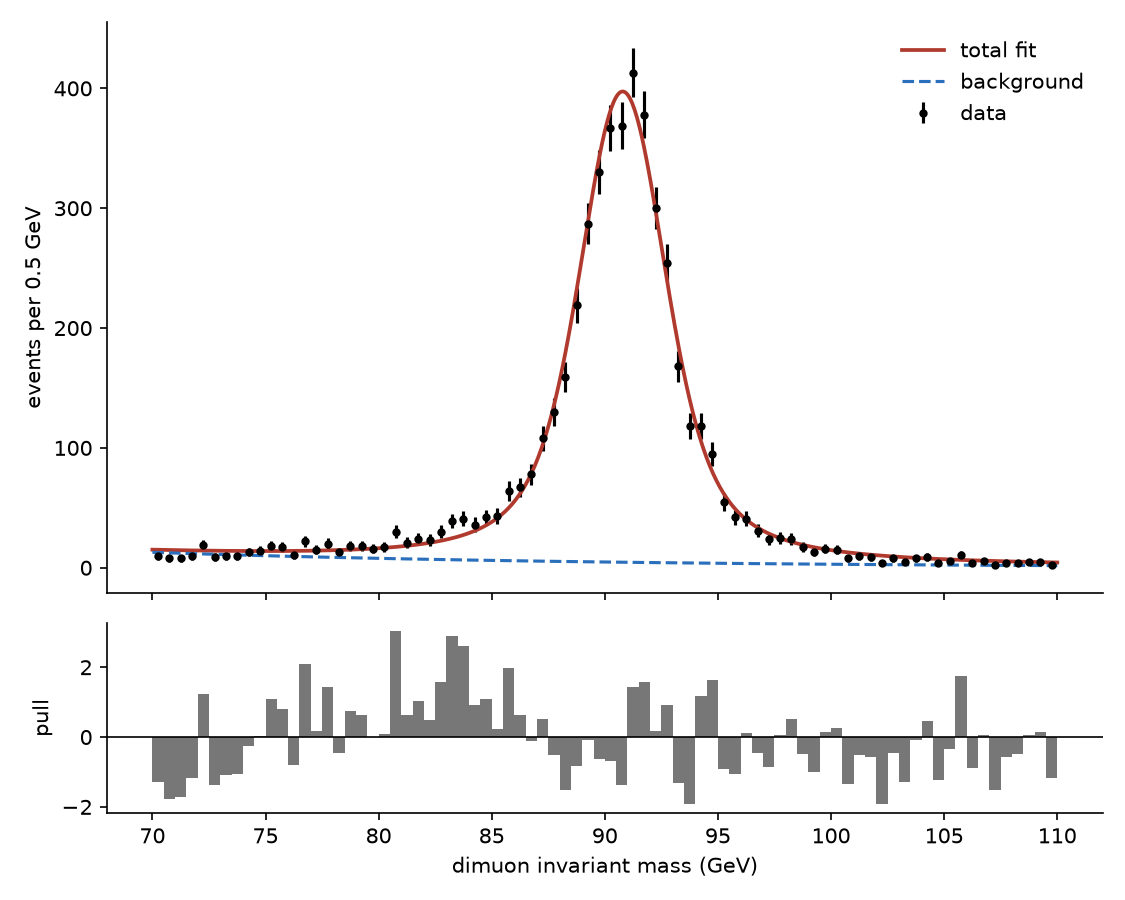 total fit
background
data
400
300
200
100
0
events per 0.5 GeV
2
0
−2
pull
70 75 80 85 90 95 100 105 110
dimuon invariant mass (GeV)